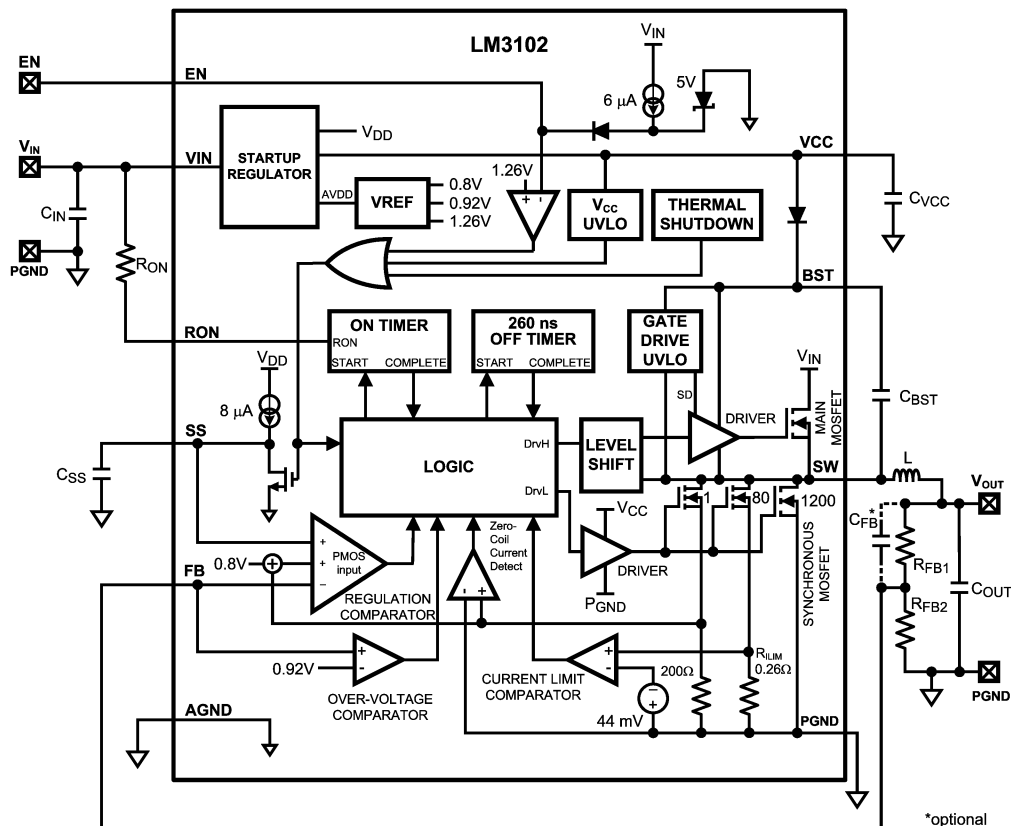 LM3102
EN
EN
VIN
6 µA
5V
VDD
VIN
VIN
STARTUP
REGULATOR
VCC
1.26V
AVDD
VREF
0.8V
0.92V
1.26V
+ -
VCC
UVLO
THERMAL
SHUTDOWN
CIN
CVCC
PGND
RON
BST
RON
ON TIMER
RON
START COMPLETE
260 ns
OFF TIMER
START COMPLETE
GATE
DRIVE
UVLO
SD
VIN
VDD
8 µA
DRIVER
MAIN
MOSFET
CBST
SS
CSS
LOGIC
DrvH
DrvL
LEVEL
SHIFT
SW
L
VOUT
1
80
1200
VCC
DRIVER
PGND
SYNCHRONOUS
MOSFET
CFB*
RFB1
RFB2
COUT
Zero-
Coil
Current
Detect
+
+
-
PMOS
input
0.8V
+
FB
REGULATION
COMPARATOR
- +
0.92V
+
-
OVER-VOLTAGE
COMPARATOR
+
-
CURRENT LIMIT
COMPARATOR
200Ω
RILIM
0.26Ω
-
+
44 mV
PGND
PGND
AGND
*optional